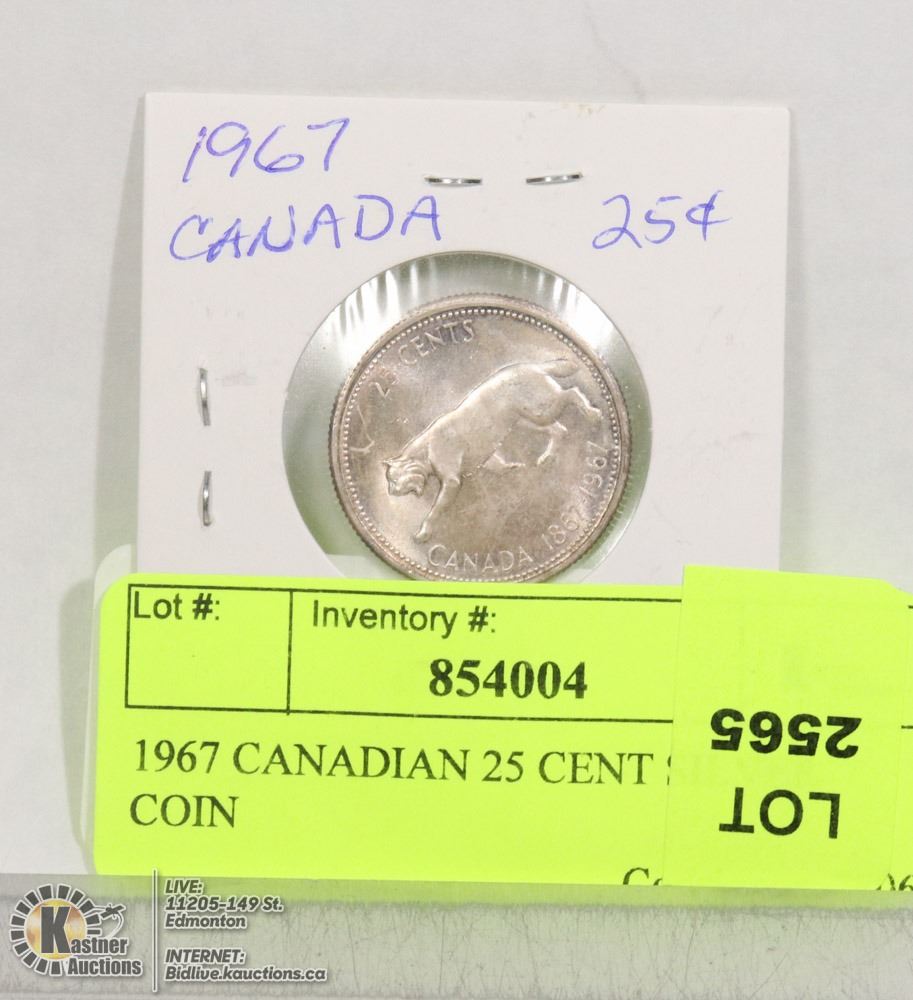 1967
CANADA 25¢
25 CENTS
CANADA 1867-1967
Lot #: Inventory #:
854004
1967 CANADIAN 25 CENT
COIN
LOT
2565
Kastner
Auctions
LIVE:
11205-149 St.
Edmonton
INTERNET:
Bidlive.kauctions.ca